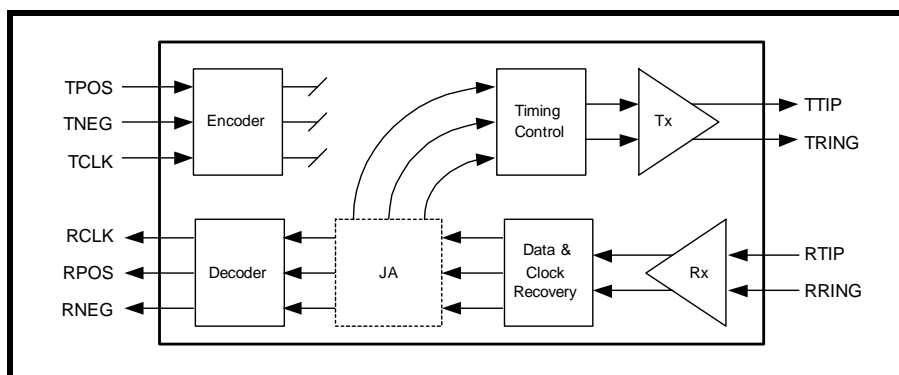 TPOS
TNEG
TCLK
Encoder
Timing
Control
Tx
TTIP
TRING
RCLK
RPOS
RNEG
Decoder
JA
Data &
Clock
Recovery
Rx
RTIP
RRING